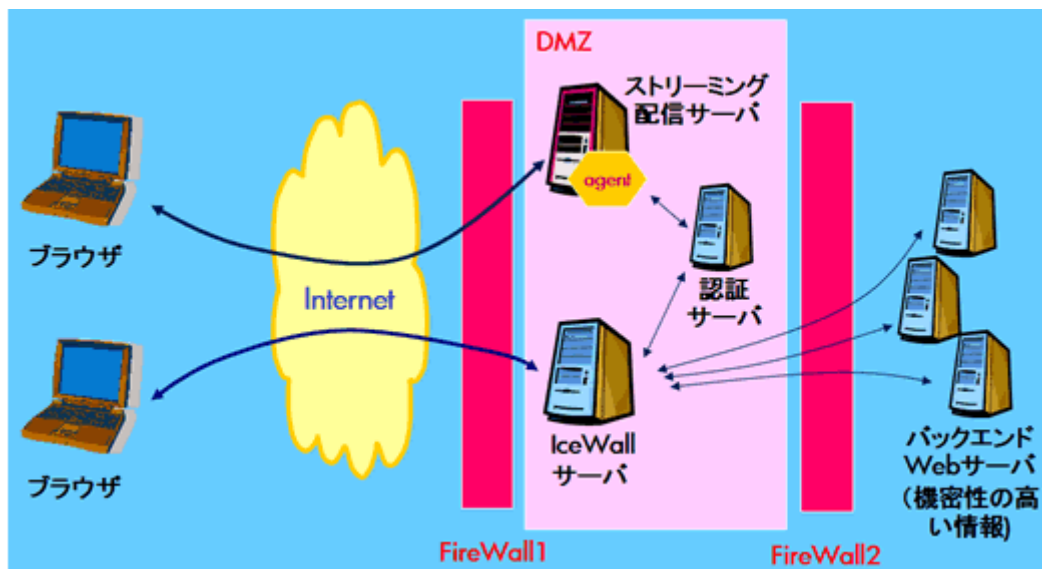 DMZ
ストリーミング
配信サーバ
agent
ブラウザ
認証
サーバ
Internet
ブラウザ
IceWall
サーバ
バックエンド
Webサーバ
（機密性の高
い情報)
FireWall1
FireWall2